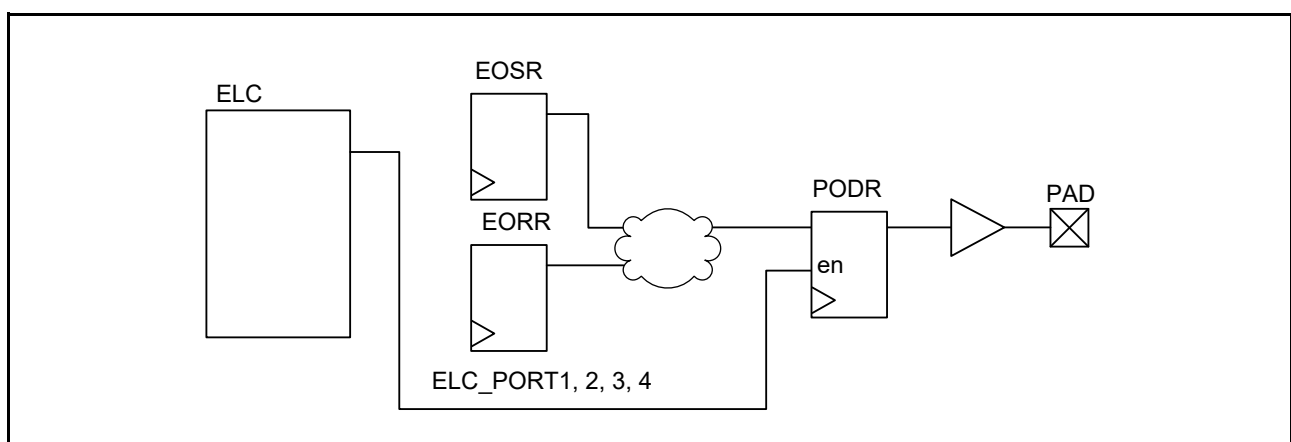 EOSR
ELC
PODR
PAD
EORR
en
ELC_PORT1, 2, 3, 4